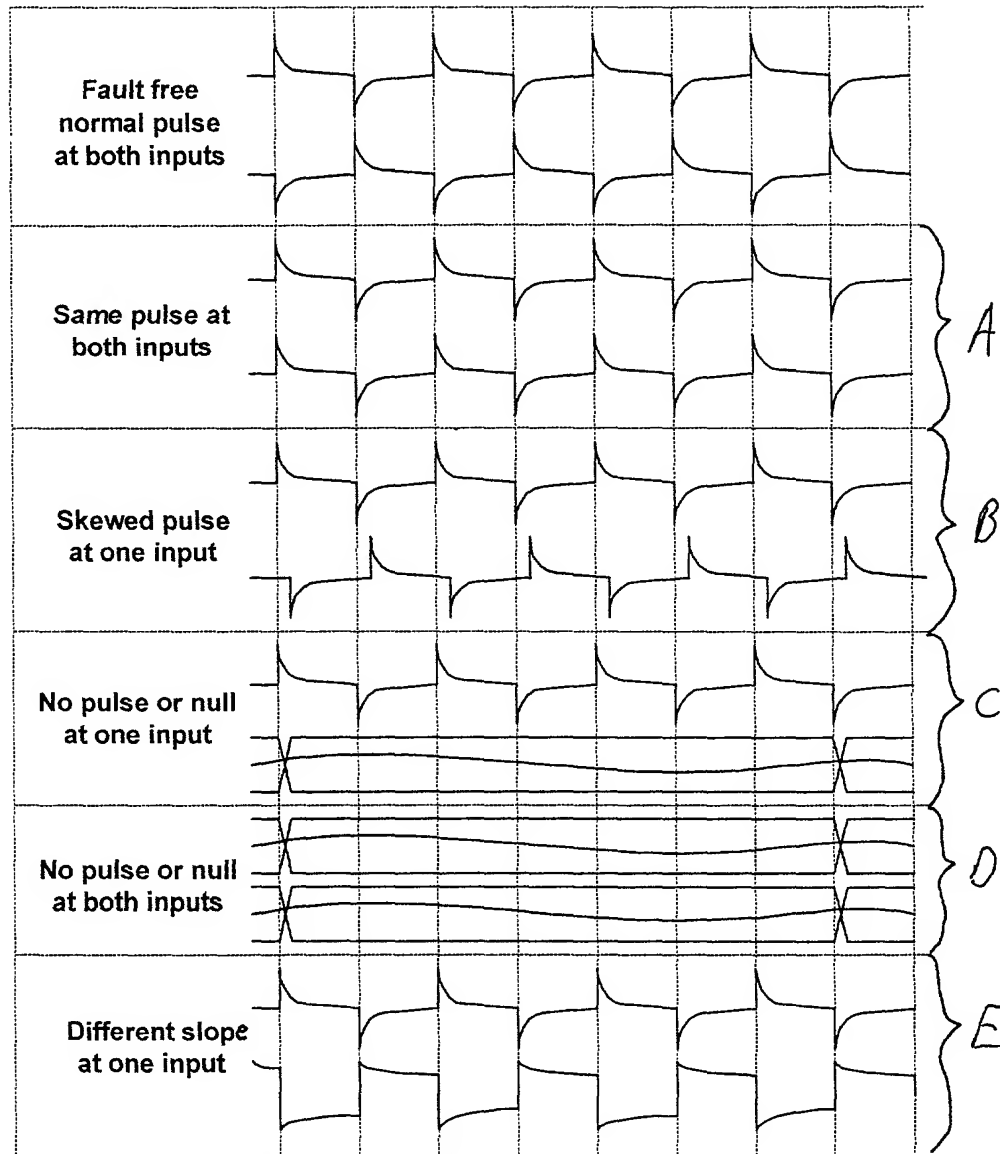 Fault free
normal pulse
at both inputs
Same pulse at
both inputs
A
Skewed pulse
at one input
B
No pulse or null
at one input
C
No pulse or null
at both inputs
D
Different slope
at one input
E